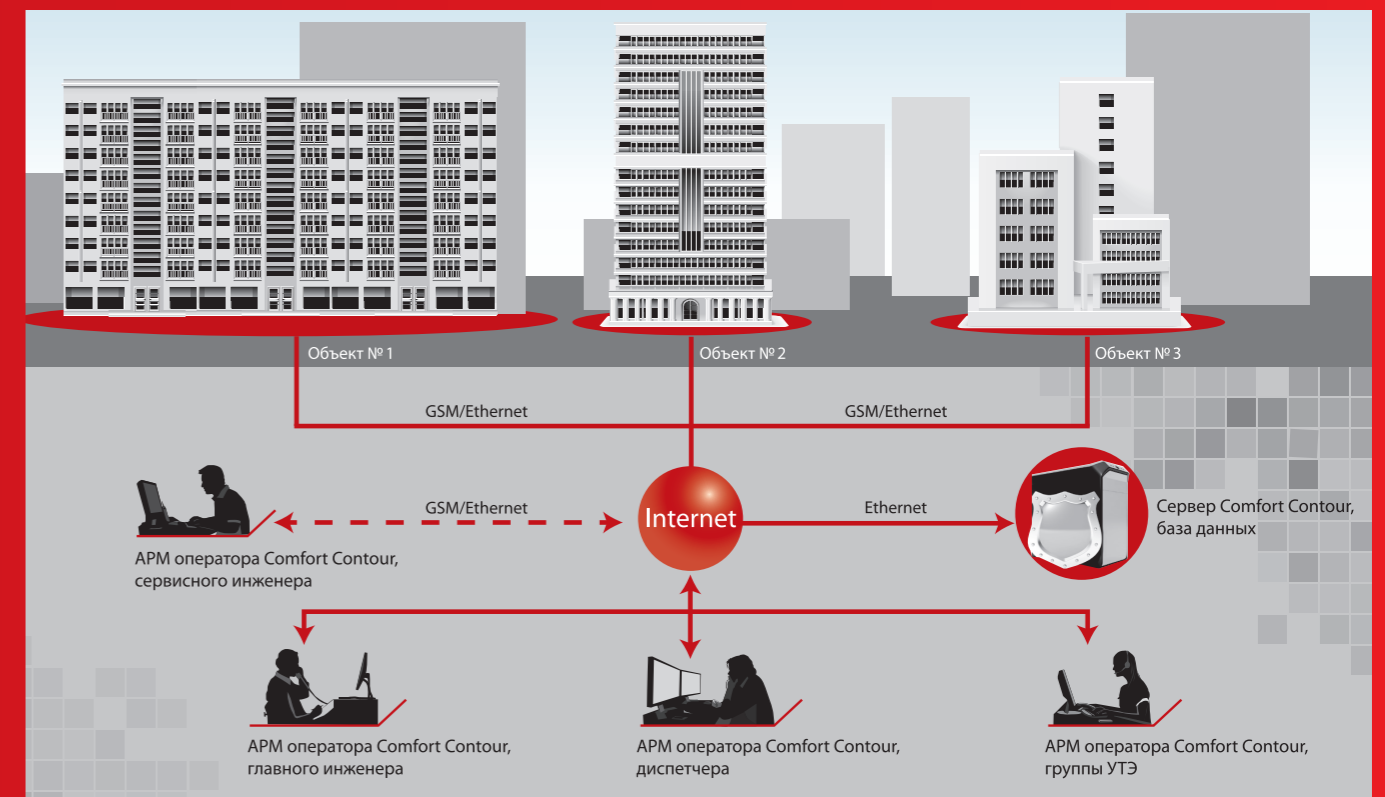 Объект № 1
Объект № 2
Объект № 3
GSM/Ethernet
GSM/Ethernet
GSM/Ethernet
Internet
Ethernet
Сервер Comfort Contour,
база данных
АРМ оператора Comfort Contour,
сервисного инженера
АРМ оператора Comfort Contour,
главного инженера
АРМ оператора Comfort Contour,
диспетчера
АРМ оператора Comfort Contour,
группы УТЭ